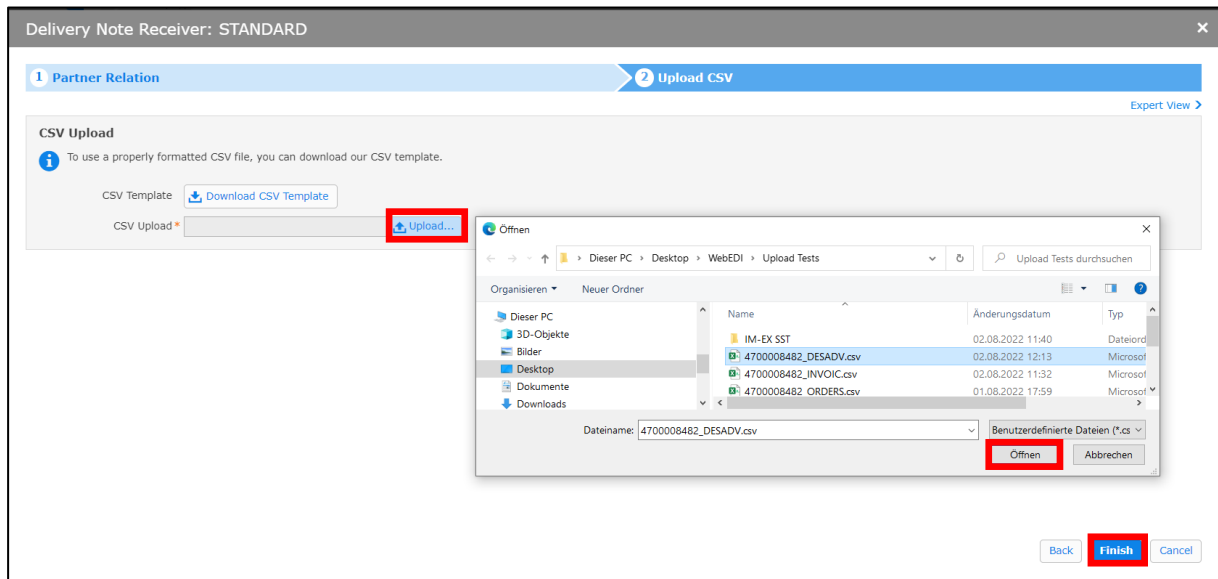 Delivery Note Receiver: STANDARD ×
1 Partner Relation 2 Upload CSV
Expert View
CSV Upload
To use a properly formatted CSV file, you can download our CSV template.
CSV Template Download CSV Template
CSV Upload * Upload...
Öffnen
Dieser PC › Desktop › WebEDI › Upload Tests Upload Tests durchsuchen
Organisieren Neuer Ordner
Dieser PC
3D-Objekte
Bilder
Desktop
Dokumente
Downloads
Name Änderungsdatum Typ
IM-EX SST 02.08.2022 11:40 Dateiord
4700008482_DESADV.csv 02.08.2022 12:13 Microsof
4700008482_INVOIC.csv 02.08.2022 11:32 Microsof
4700008482_ORDERS.csv 01.08.2022 17:59 Microsof
Dateiname: 4700008482_DESADV.csv Benutzerdefinierte Dateien (*.cs
Öffnen Abbrechen
Back Finish Cancel